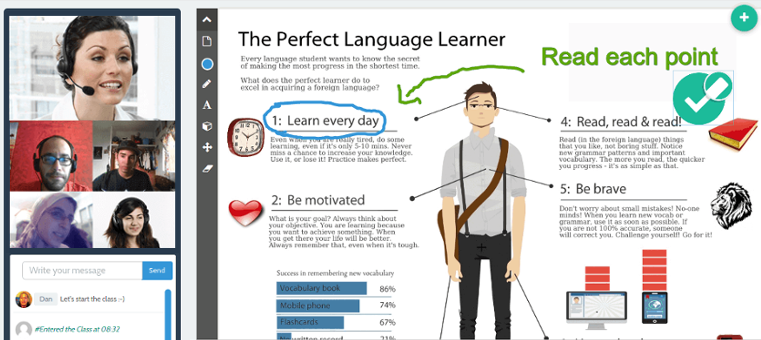 Write your message
Send
Dan
Let's start the class :-)
#Entered the Class at 08:32
A
The Perfect Language Learner
Every language student wants to know the secret
of making the most progress in the shortest time.
What does the perfect learner do to
excel in acquiring a foreign language?
Read each point
1: Learn every day
Even when you are really tired, do some
learning, even if it's only 5-10 mins. Never
miss a chance to increase your knowledge.
Use it, or lose it! Practice makes perfect.
2: Be motivated
What is your goal? Always think about
your objective. You are learning because
you want to achieve something. When
you get there your life will be better.
Always remember that, even when it's tough.
Success in remembering new vocabulary
Vocabulary book 86%
Mobile phone 74%
Flashcards 67%
written record 21%
4: Read, read & read!
Read (in the foreign language) things
that you like, not boring stuff. Notice
new grammar patterns and important
vocabulary. The more you read, the quicker
you progress - it's as simple as that.
5: Be brave
Don't worry about small mistakes! No-one
minds! When you learn new vocab or
grammar, use it as soon as possible. If
you are not 100% accurate, someone
will correct you. Challenge yourself! Go for it!